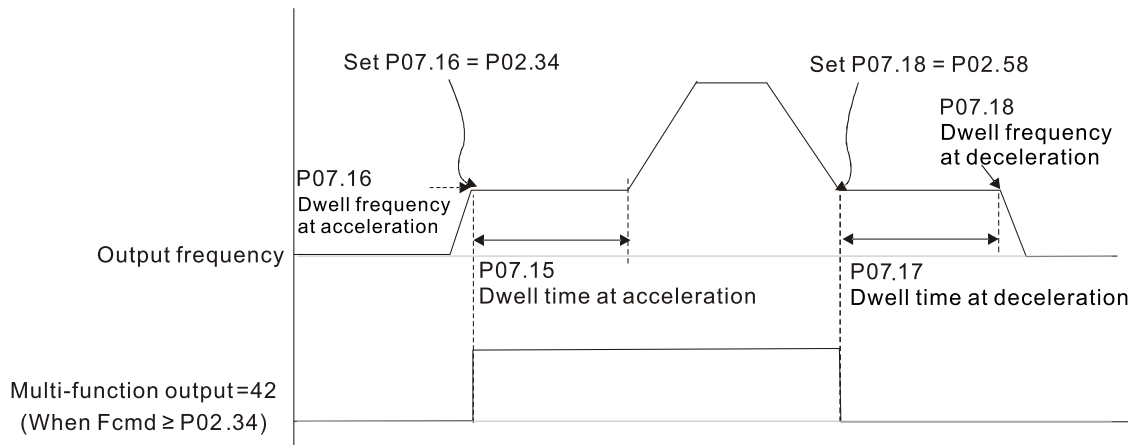 Set P07.16 = P02.34
Set P07.18 = P02.58
P07.18
Dwell frequency
at deceleration
P07.16
Dwell frequency
at acceleration
Output frequency
P07.15
Dwell time at acceleration
P07.17
Dwell time at deceleration
Multi-function output=42
(When Fcmd ≥ P02.34)